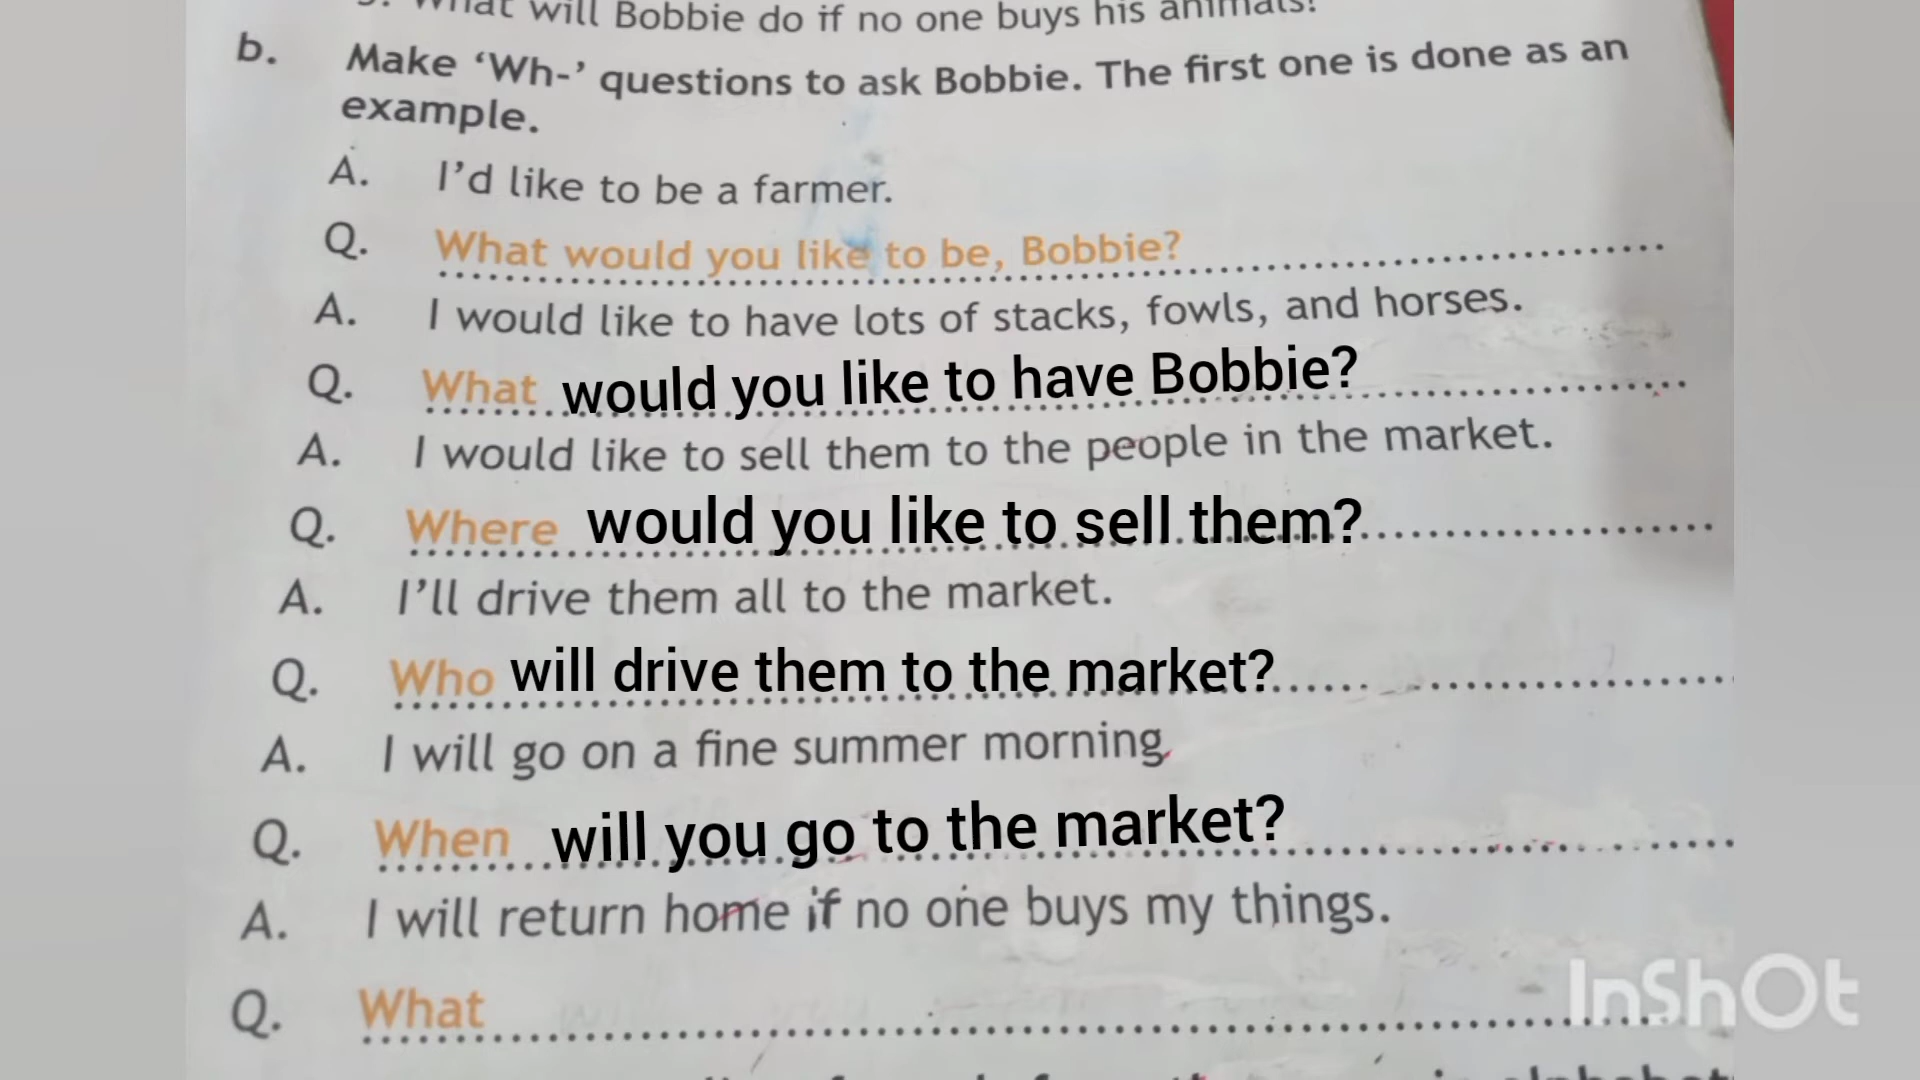 What will Bobbie do if no one buys his animals?
b. Make ‘Wh-’ questions to ask Bobbie. The first one is done as an
example.
A. I’d like to be a farmer.
Q. What would you like to be, Bobbie?
A. I would like to have lots of stacks, fowls, and horses.
Q. What would you like to have Bobbie?
A. I would like to sell them to the people in the market.
Q. Where would you like to sell them?
A. I’ll drive them all to the market.
Q. Who will drive them to the market?
A. I will go on a fine summer morning
Q. When will you go to the market?
A. I will return home if no one buys my things.
Q. What
InShOt